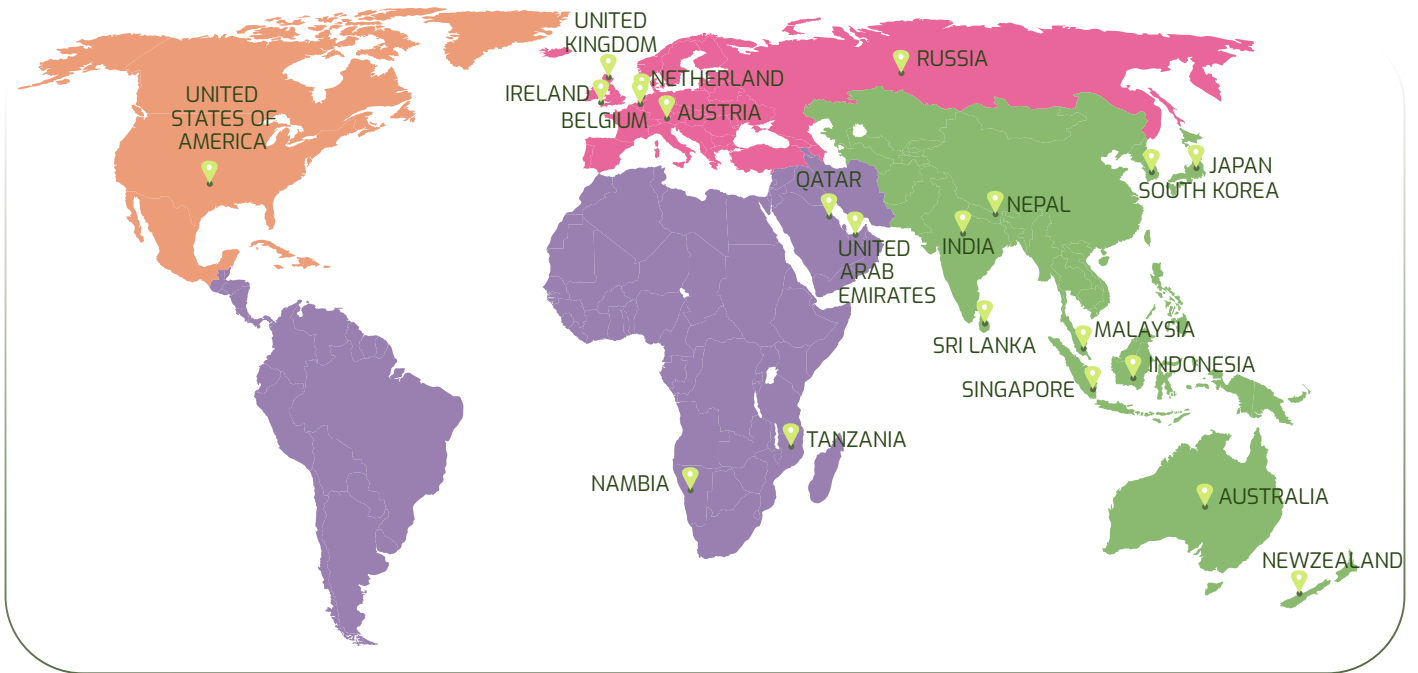 UNITED
KINGDOM
RUSSIA
NETHERLAND
IRELAND
BELGIUM
AUSTRIA
UNITED
STATES OF
AMERICA
JAPAN
SOUTH KOREA
QATAR
NEPAL
INDIA
UNITED
ARAB
EMIRATES
SRI LANKA
MALAYSIA
INDONESIA
SINGAPORE
TANZANIA
NAMBIA
AUSTRALIA
NEWZEALAND